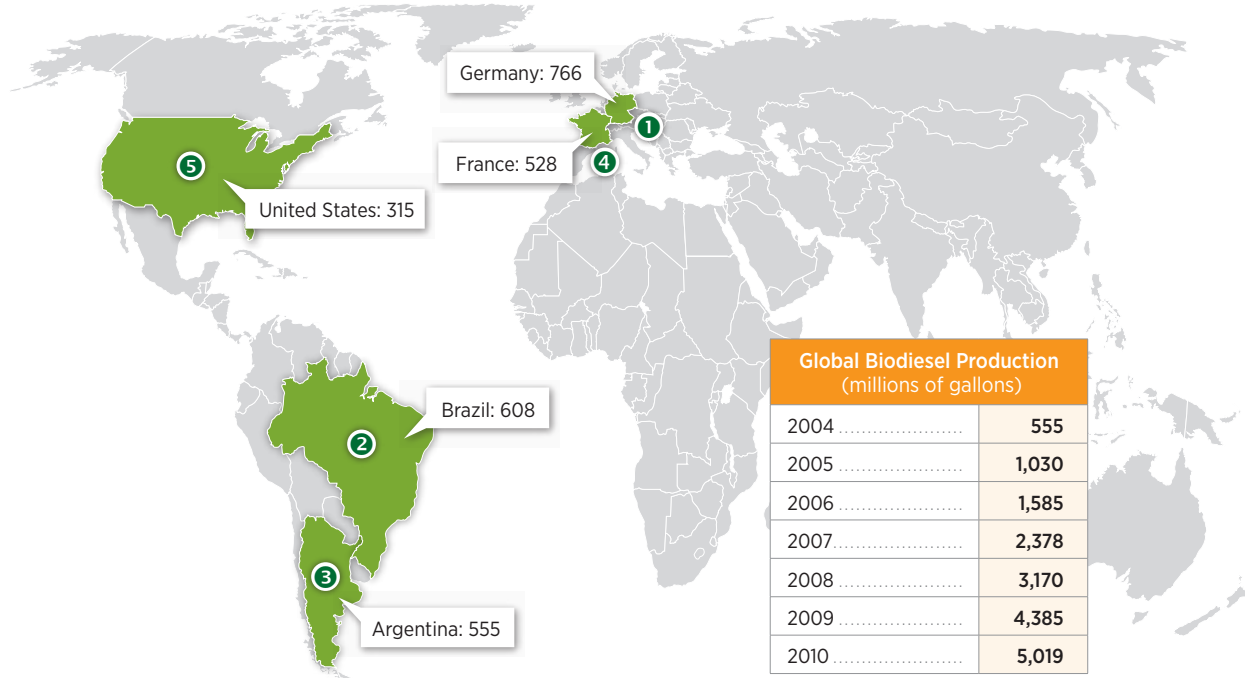 Germany: 766
1
France: 528
4
5
United States: 315
Brazil: 608
2
3
Argentina: 555
Global Biodiesel Production
(millions of gallons)
2004 ..................... 555
2005 ..................... 1,030
2006 ..................... 1,585
2007...................... 2,378
2008 ..................... 3,170
2009 ..................... 4,385
2010 ..................... 5,019